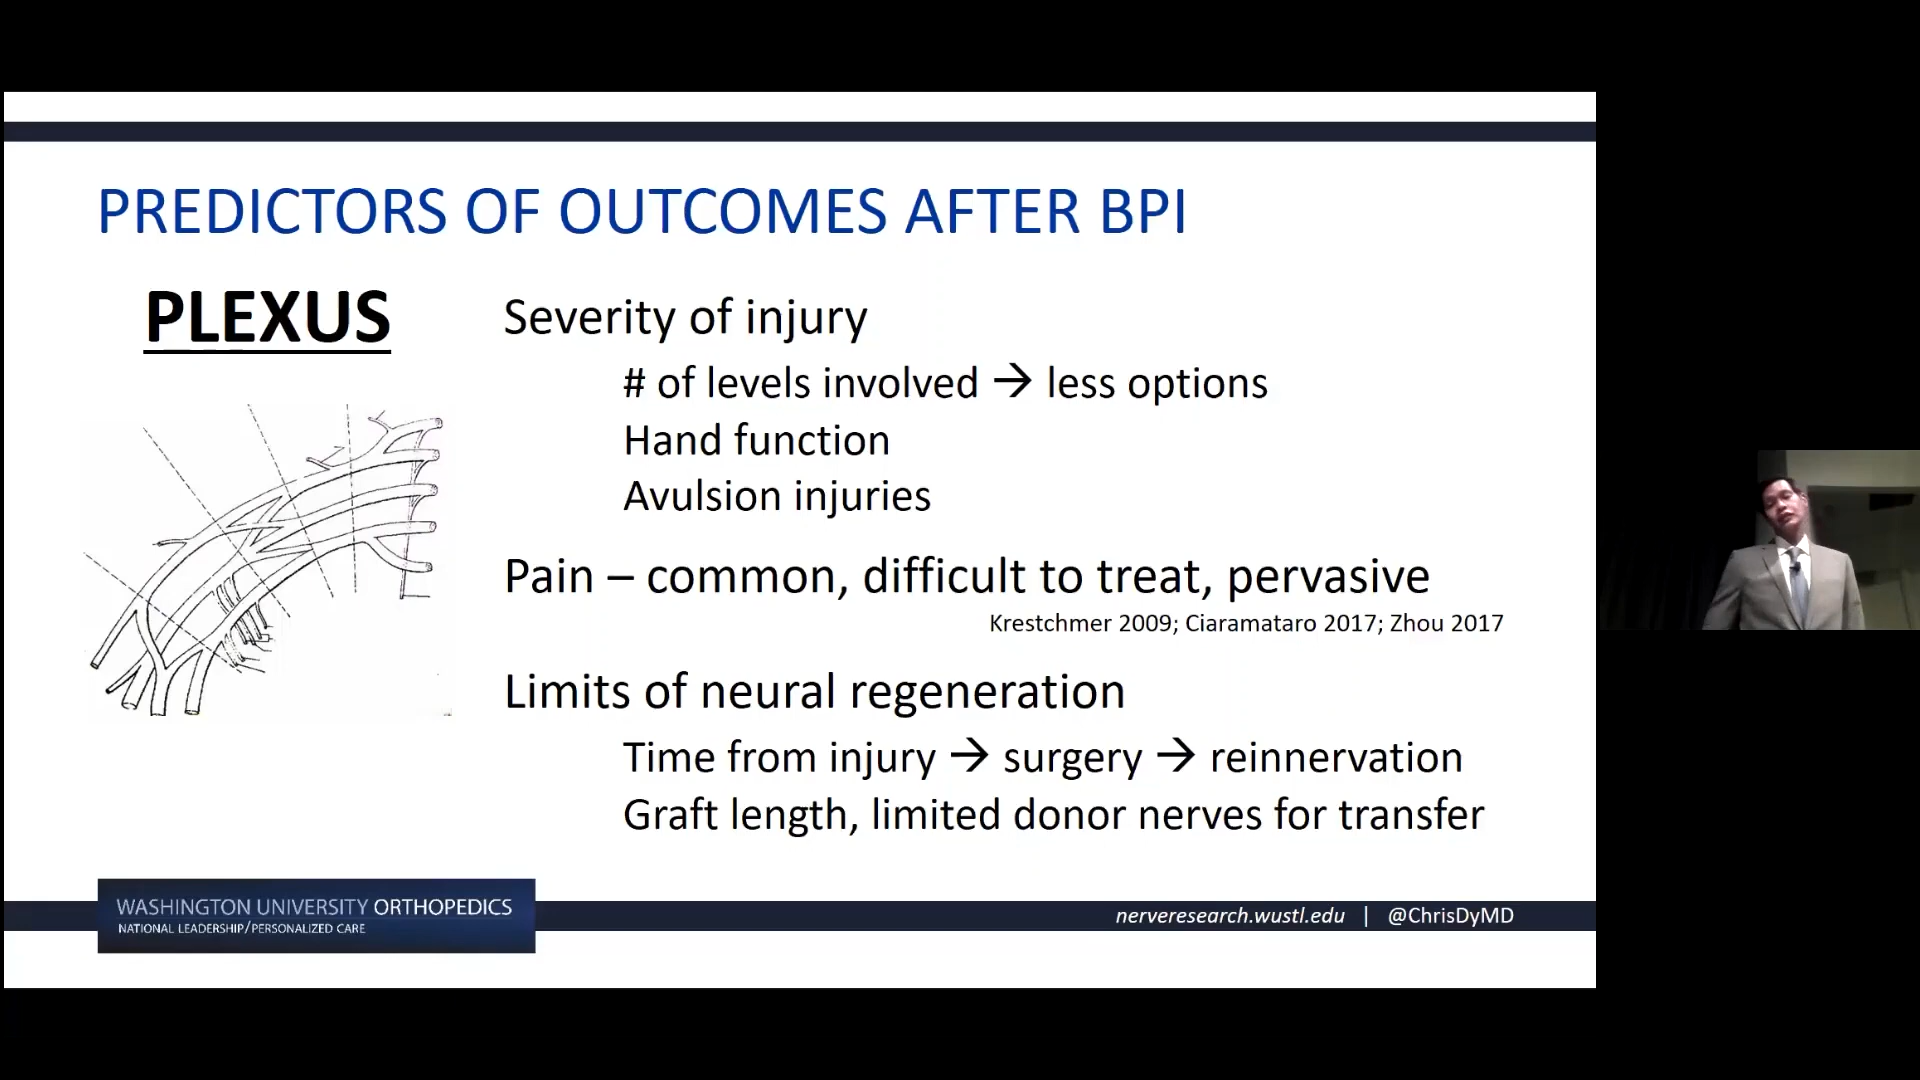 PREDICTORS OF OUTCOMES AFTER BPI
PLEXUS
Severity of injury
# of levels involved → less options
Hand function
Avulsion injuries
Pain – common, difficult to treat, pervasive
Krestchmer 2009; Ciaramataro 2017; Zhou 2017
Limits of neural regeneration
Time from injury → surgery → reinnervation
Graft length, limited donor nerves for transfer
WASHINGTON UNIVERSITY ORTHOPEDICS
NATIONAL LEADERSHIP/PERSONALIZED CARE
nerveresearch.wustl.edu | @ChrisDyMD